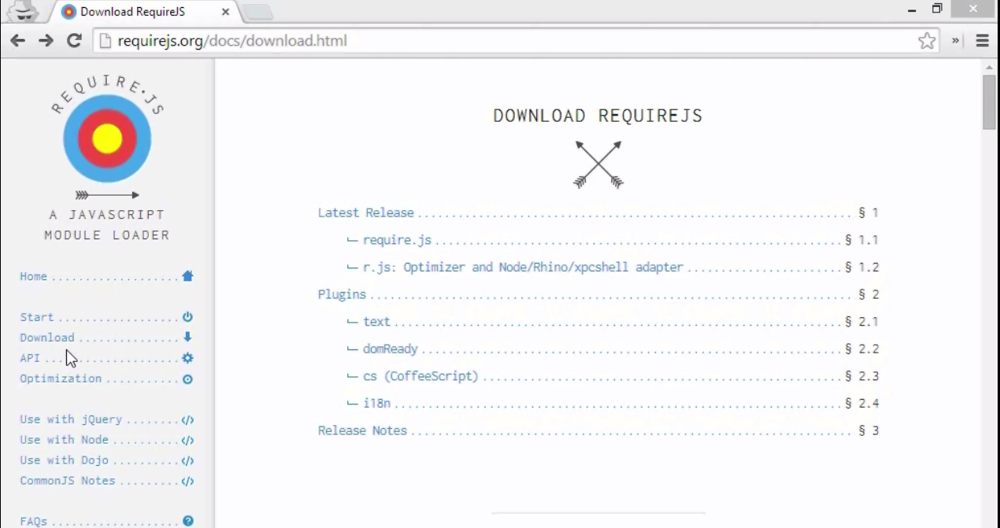 Download RequireJS
requirejs.org/docs/download.html
REQUIRE.JS
A JAVASCRIPT
MODULE LOADER
Home
Start
Download
API
Optimization
Use with jQuery
Use with Node
Use with Dojo
CommonJS Notes
FAQs
DOWNLOAD REQUIREJS
Latest Release § 1
require.js § 1.1
r.js: Optimizer and Node/Rhino/xpcshell adapter § 1.2
Plugins § 2
text § 2.1
domReady § 2.2
cs (CoffeeScript) § 2.3
i18n § 2.4
Release Notes § 3